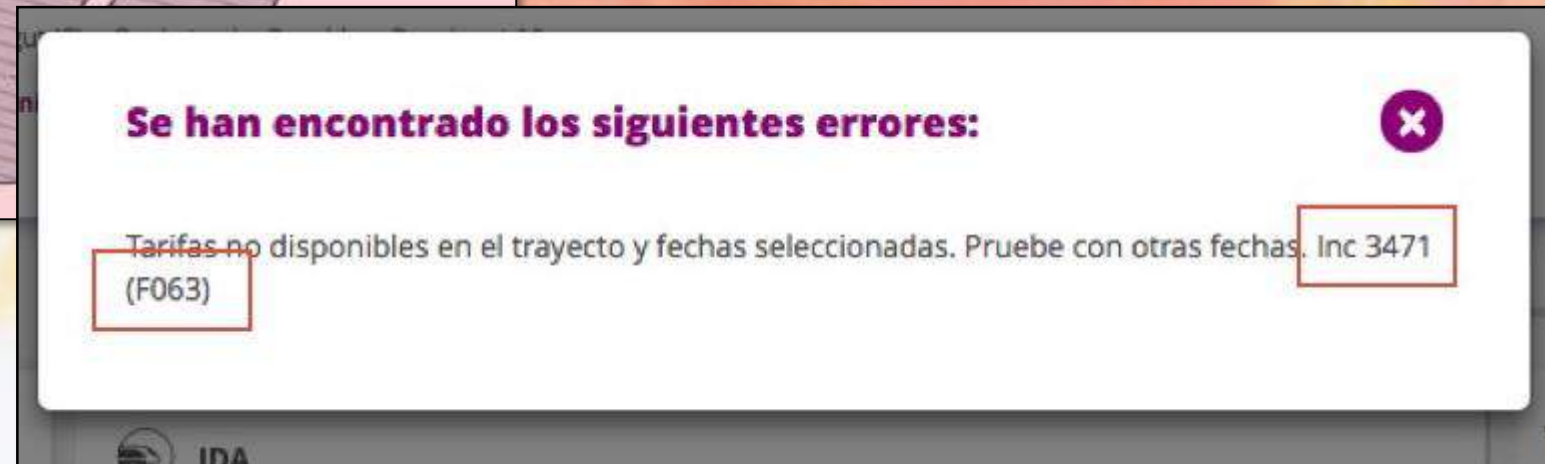 Se han encontrado los siguientes errores:
Tarifas no disponibles en el trayecto y fechas seleccionadas. Pruebe con otras fechas. Inc 3471
(F063)
IDA